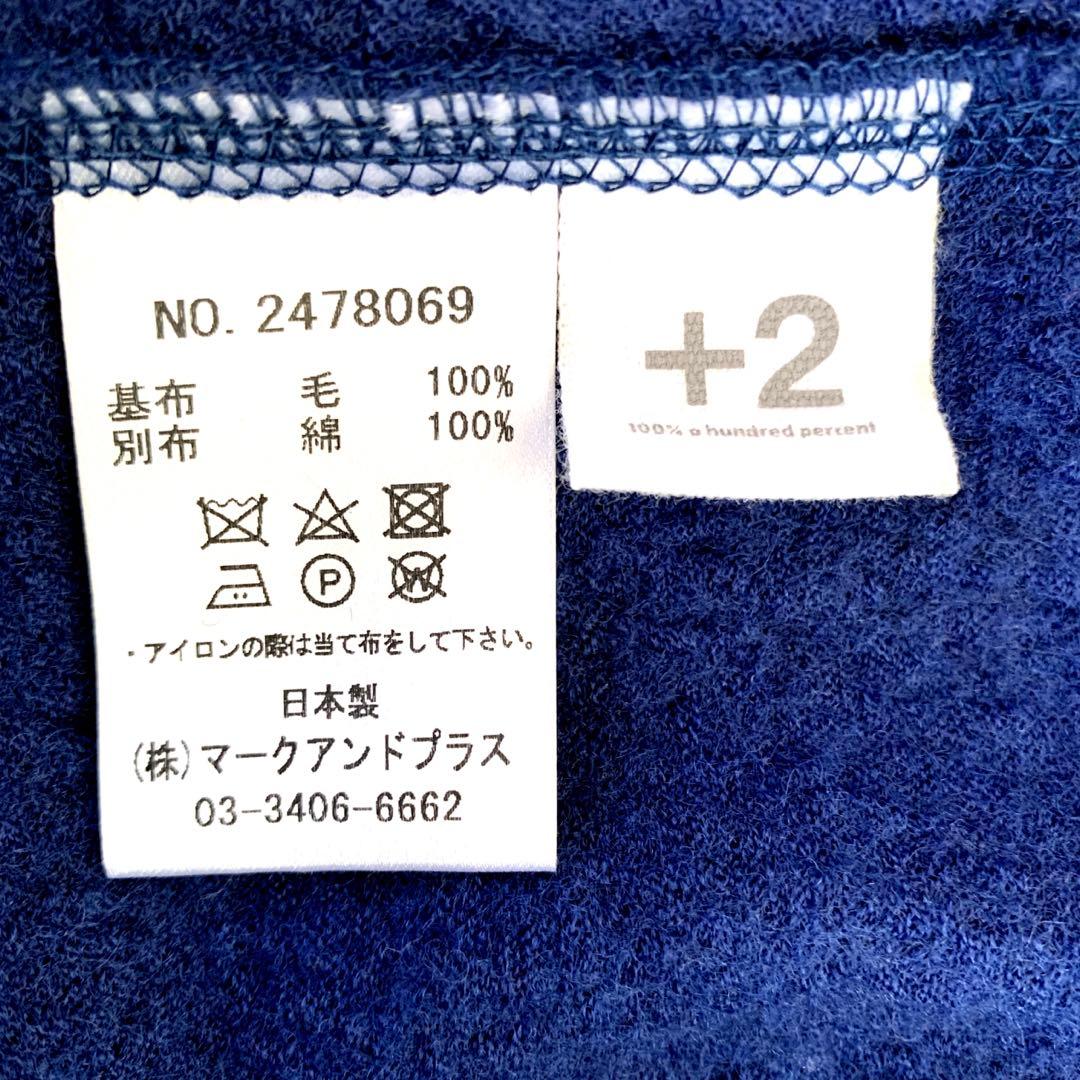 NO. 2478069
基布 毛 100%
別布 綿 100%
P W
・アイロンの際は当て布をして下さい。
日本製
(株)マークアンドプラス
03-3406-6662
+2
100% a hundred percent